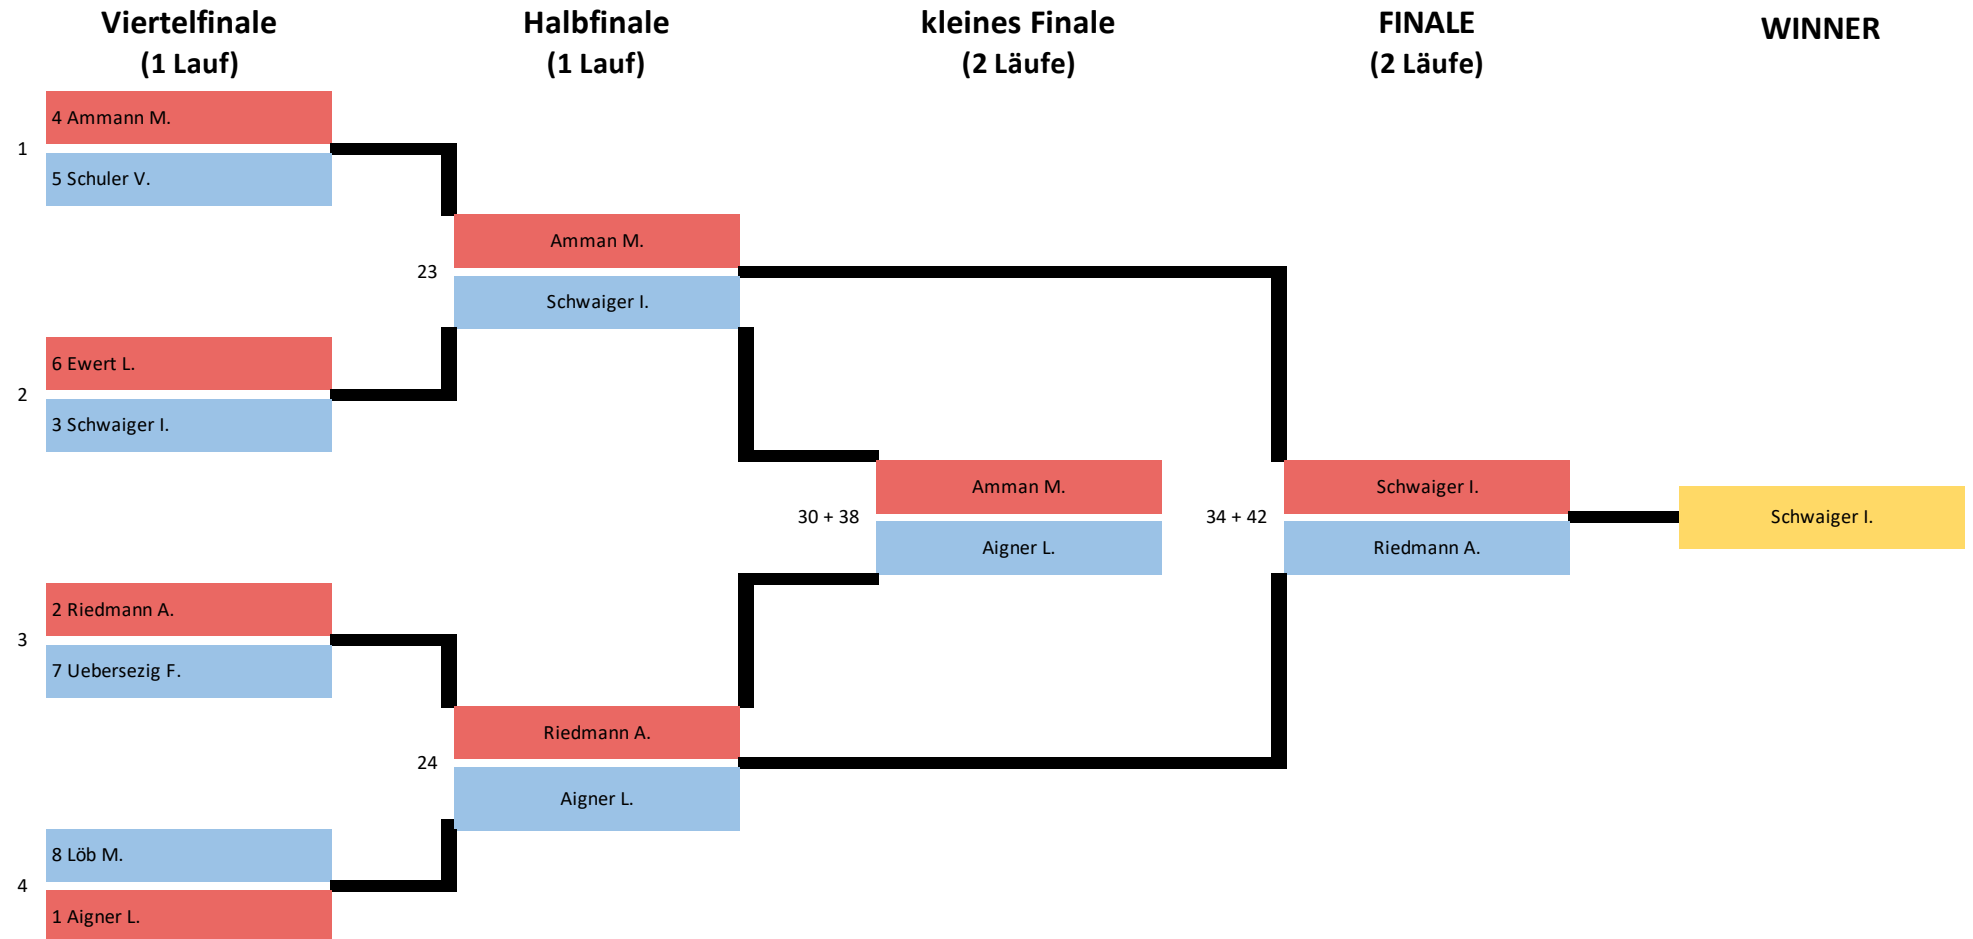 Viertelfinale
(1 Lauf)
Halbfinale
(1 Lauf)
kleines Finale
(2 Läufe)
FINALE
(2 Läufe)
WINNER
4 Ammann M.
1
5 Schuler V.
Amman M.
23
Schwaiger I.
6 Ewert L.
2
3 Schwaiger I.
Amman M.
30 + 38
Aigner L.
Schwaiger I.
34 + 42
Riedmann A.
Schwaiger I.
2 Riedmann A.
3
7 Uebersezig F.
Riedmann A.
24
Aigner L.
8 Löb M.
4
1 Aigner L.